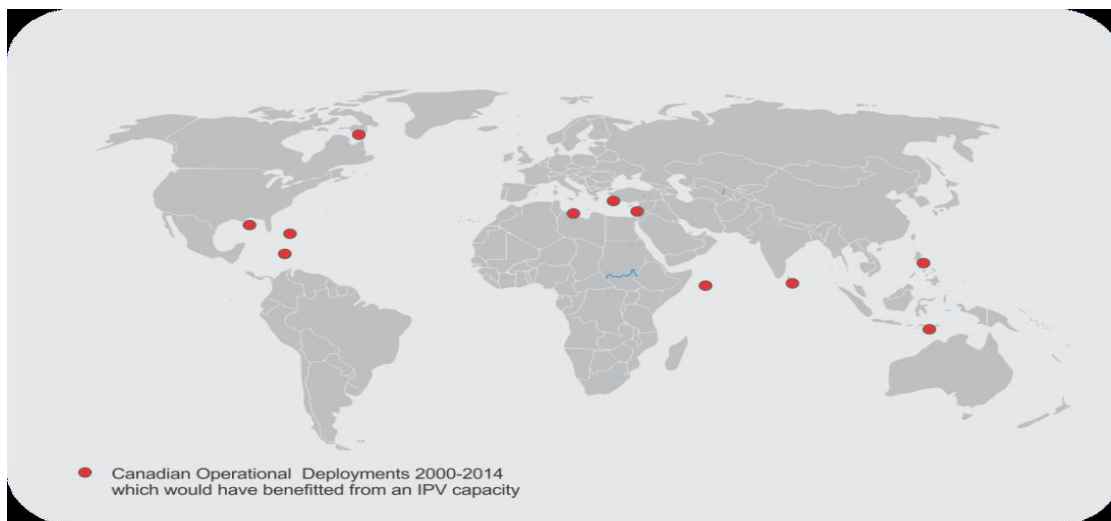 Canadian Operational Deployments 2000-2014
which would have benefitted from an IPV capacity